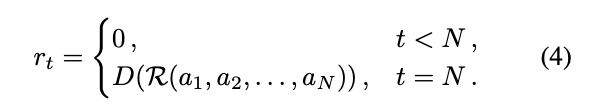 r_t = { 0 , t < N ,
D(ℛ(a_1, a_2, . . . , a_N)) , t = N . (4)